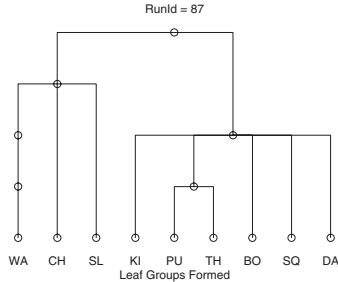 RunId = 87
WA CH SL KI PU TH BO SQ DA
Leaf Groups Formed